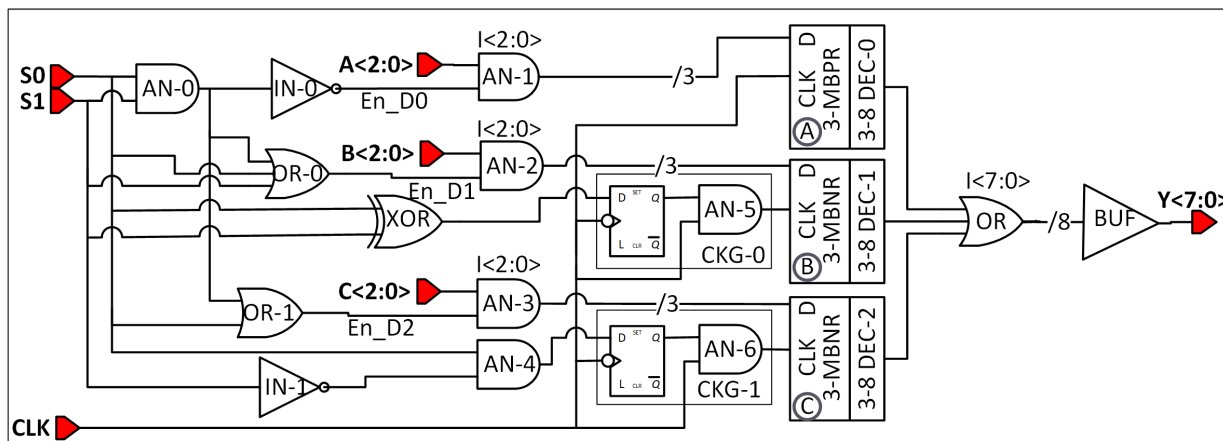 S0
S1
AN-0
IN-0
A<2:0>
En_D0
I<2:0>
AN-1
/3
D
CLK
3-MBPR
A
3-8 DEC-0
B<2:0>
I<2:0>
AN-2
OR-0
En_D1
/3
XOR
D
SET
Q
L
CLR
Q
AN-5
CKG-0
D
CLK
3-MBNR
B
3-8 DEC-1
I<7:0>
OR
/8
BUF
Y<7:0>
C<2:0>
I<2:0>
AN-3
OR-1
En_D2
/3
AN-4
IN-1
D
SET
Q
L
CLR
Q
AN-6
CKG-1
D
CLK
3-MBNR
C
3-8 DEC-2
CLK